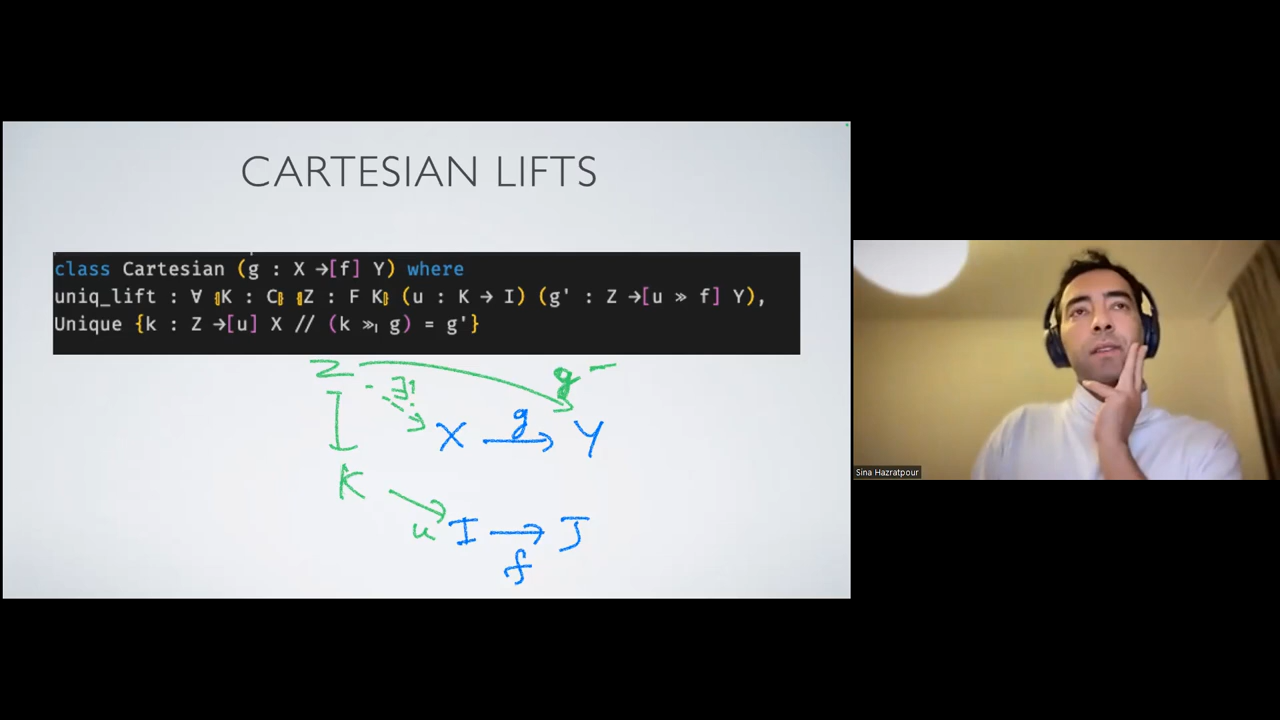 CARTESIAN LIFTS
class Cartesian (g : X →[f] Y) where
uniq_lift : ∀ ⦃K : C⦄ ⦃Z : F K⦄ (u : K → I) (g' : Z →[u ≫ f] Y),
Unique {k : Z →[u] X // (k ≫ₗ g) = g'}
Z
∃!
g
g
X
Y
K
u
I
J
f
Sina Hazratpour